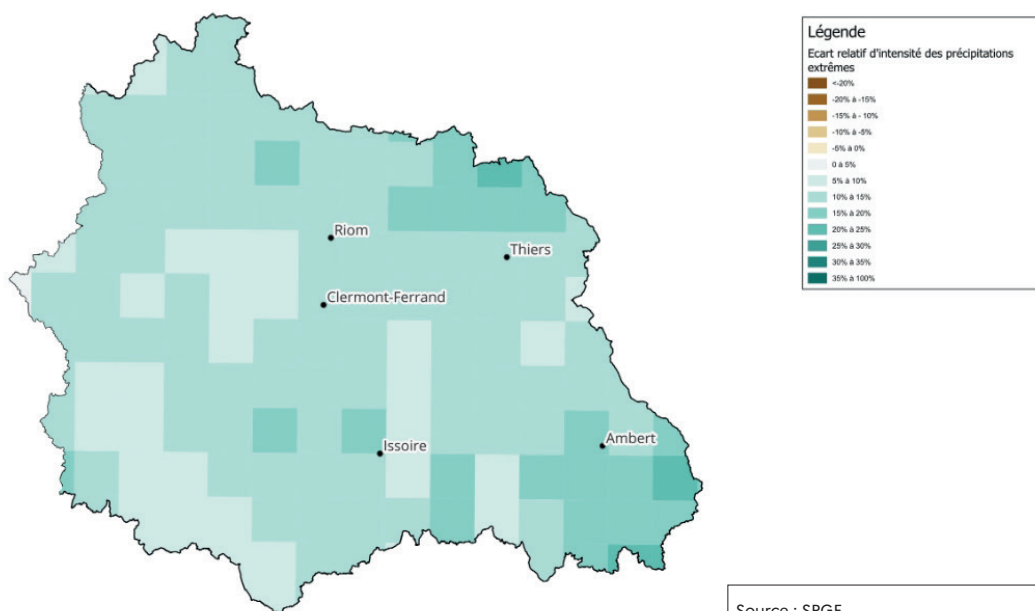 Légende
Ecart relatif d'intensité des précipitations
extrêmes
<-20%
-20% à -15%
-15% à - 10%
-10% à -5%
-5% à 0%
0 à 5%
5% à 10%
10% à 15%
15% à 20%
20% à 25%
25% à 30%
30% à 35%
35% à 100%
Riom
Thiers
Clermont-Ferrand
Issoire
Ambert